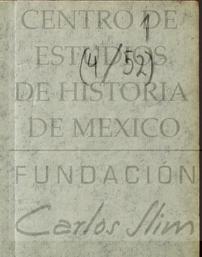 1
(4/52)
CENTRO DE
ESTUDIOS
DE HISTORIA
DE MEXICO
FUNDACIÓN
Carlos Slim